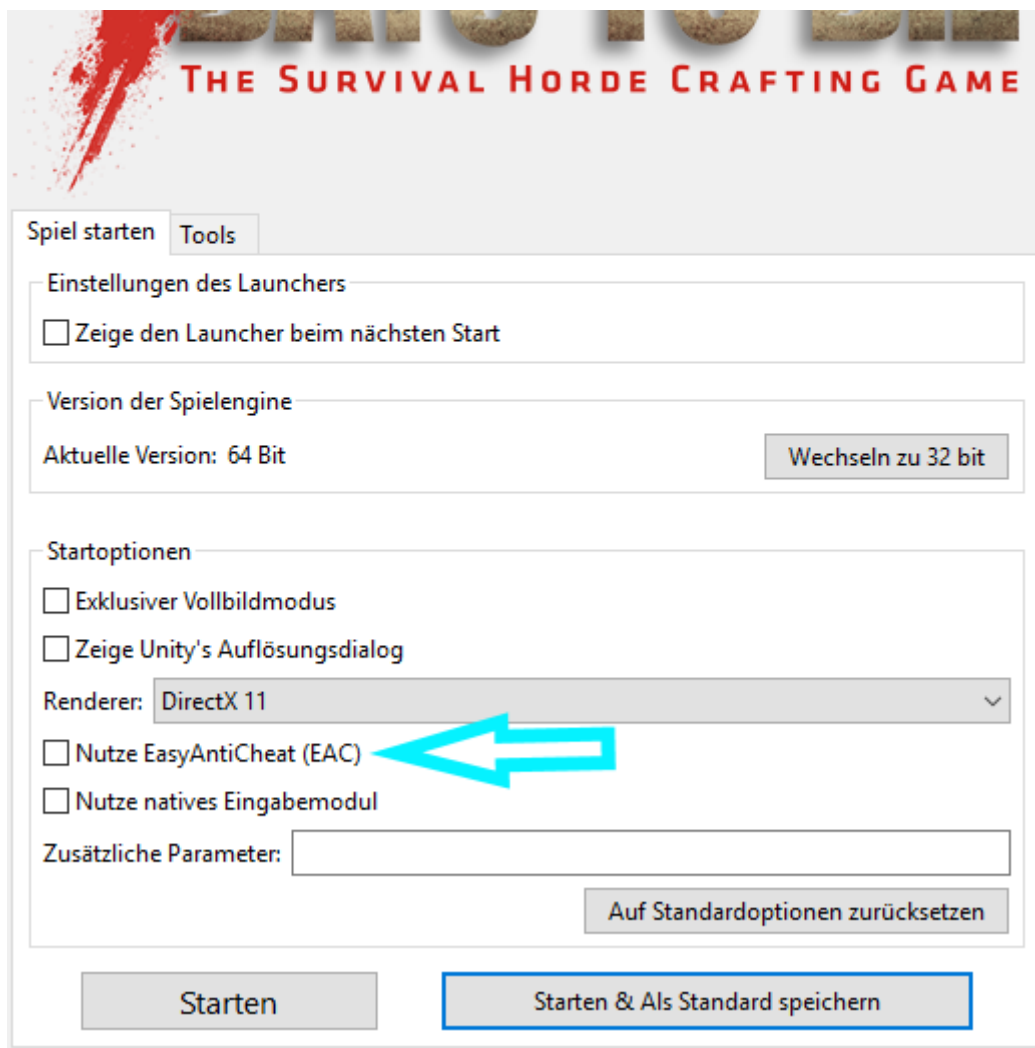 THE SURVIVAL HORDE CRAFTING GAME
Spiel starten
Tools
Einstellungen des Launchers
Zeige den Launcher beim nächsten Start
Version der Spielengine
Aktuelle Version: 64 Bit
Wechseln zu 32 bit
Startoptionen
Exklusiver Vollbildmodus
Zeige Unity's Auflösungsdialog
Renderer: DirectX 11
Nutze EasyAntiCheat (EAC)
Nutze natives Eingabemodul
Zusätzliche Parameter:
Auf Standardoptionen zurücksetzen
Starten
Starten & Als Standard speichern